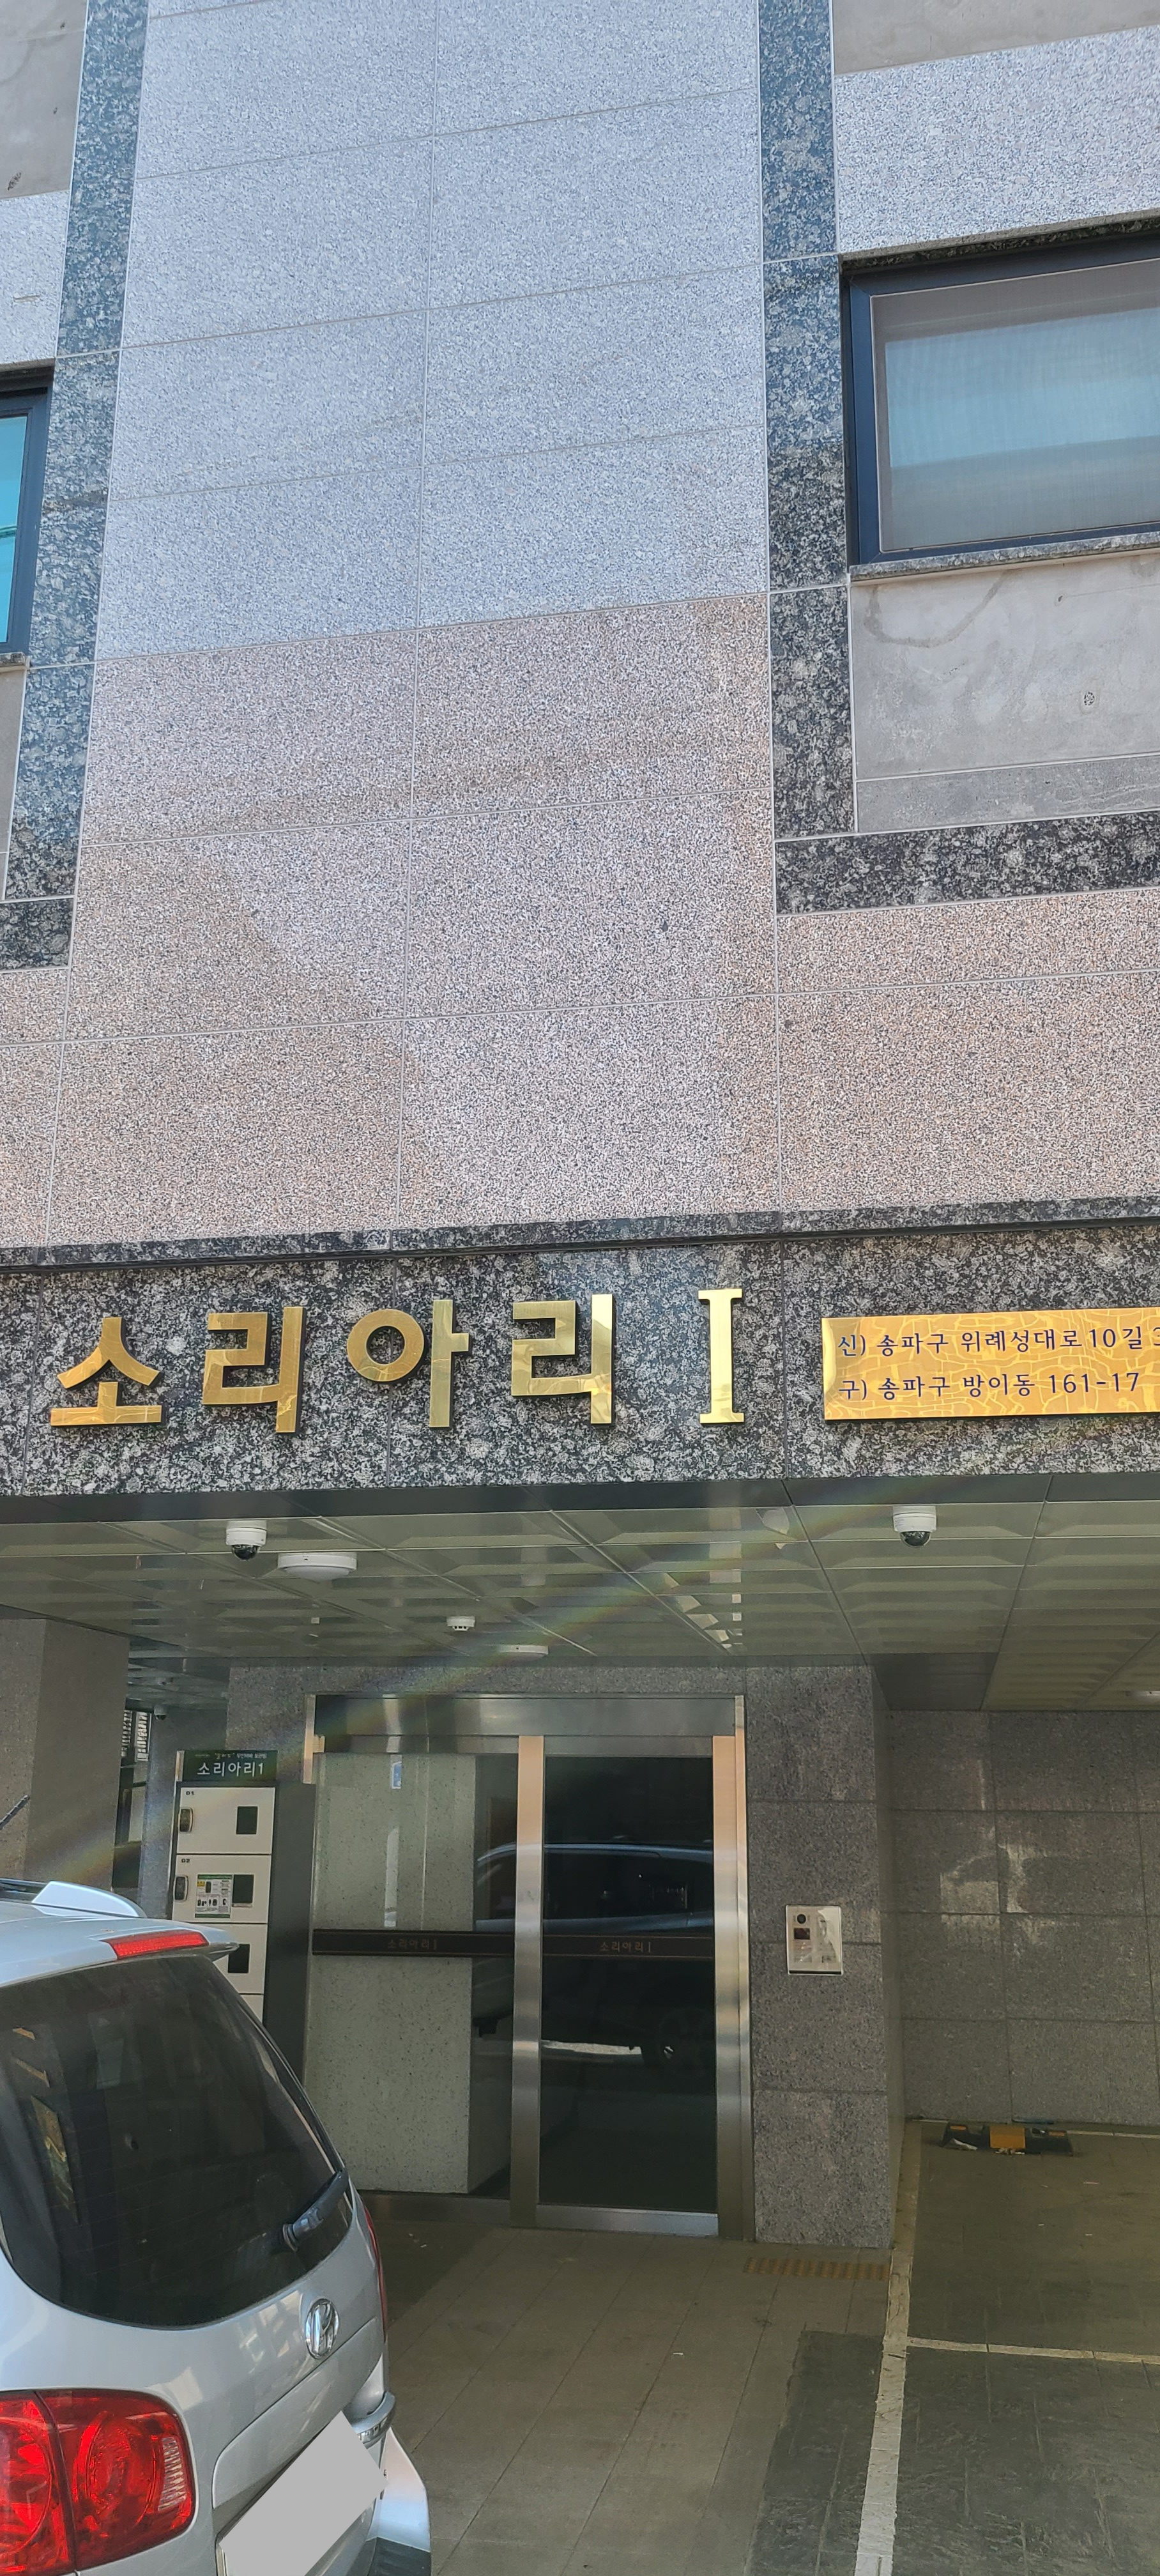 소리아리 I
신) 송파구 위례성대로10길
구) 송파구 방이동 161-17
소리아리1
01
02
소리아리 I
소리아리 I